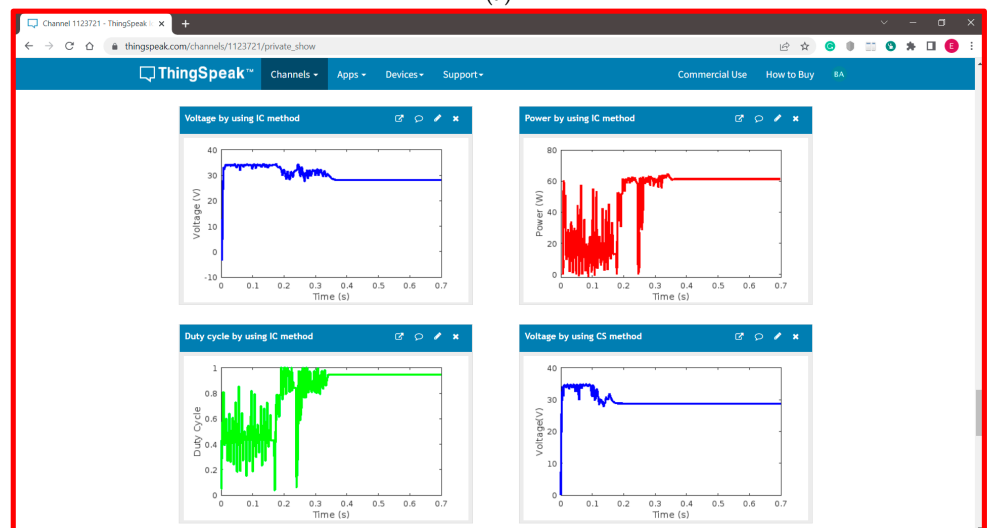 Channel 1123721 - ThingSpeak
thingspeak.com/channels/1123721/private_show
E
ThingSpeak™ Channels Apps Devices Support Commercial Use How to Buy BA
Voltage by using IC method
40
30
20
10
0
-10
Voltage (V)
0 0.1 0.2 0.3 0.4 0.5 0.6 0.7
Time (s)
Power by using IC method
80
60
40
20
0
Power (W)
0 0.1 0.2 0.3 0.4 0.5 0.6 0.7
Time (s)
Duty cycle by using IC method
1
0.8
0.6
0.4
0.2
0
Duty Cycle
0 0.1 0.2 0.3 0.4 0.5 0.6 0.7
Time (s)
Voltage by using CS method
40
30
20
10
0
Voltage(V)
0 0.1 0.2 0.3 0.4 0.5 0.6 0.7
Time (s)